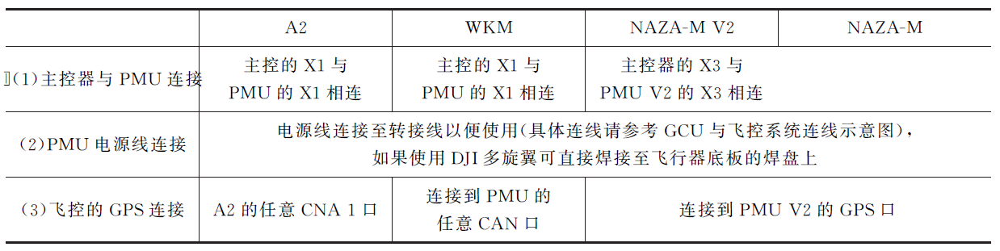 A2 WKM NAZA-M V2 NAZA-M
(1)主控器与 PMU 连接
主控的 X1 与
PMU 的 X1 相连
主控的 X1 与
PMU 的 X1 相连
主控器的 X3 与
PMU V2 的 X3 相连
(2)PMU 电源线连接
电源线连接至转接线以便使用(具体连线请参考 GCU 与飞控系统连线示意图),
如果使用 DJI 多旋翼可直接焊接至飞行器底板的焊盘上
(3)飞控的 GPS 连接
A2 的任意 CNA 1 口
连接到 PMU 的
任意 CAN 口
连接到 PMU V2 的 GPS 口